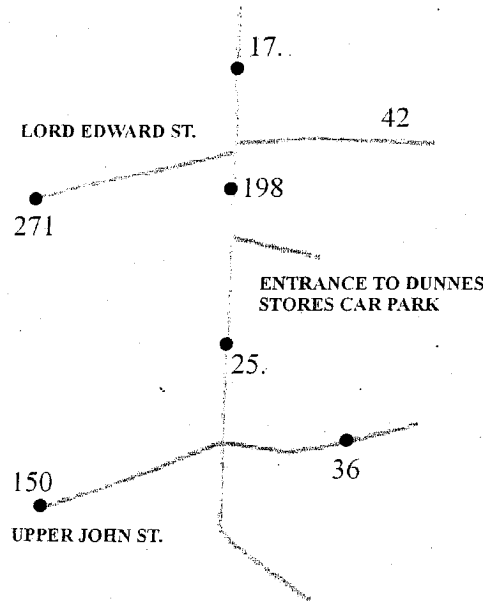 17.
42
LORD EDWARD ST.
198
271
ENTRANCE TO DUNNES
STORES CAR PARK
25.
36
150
UPPER JOHN ST.